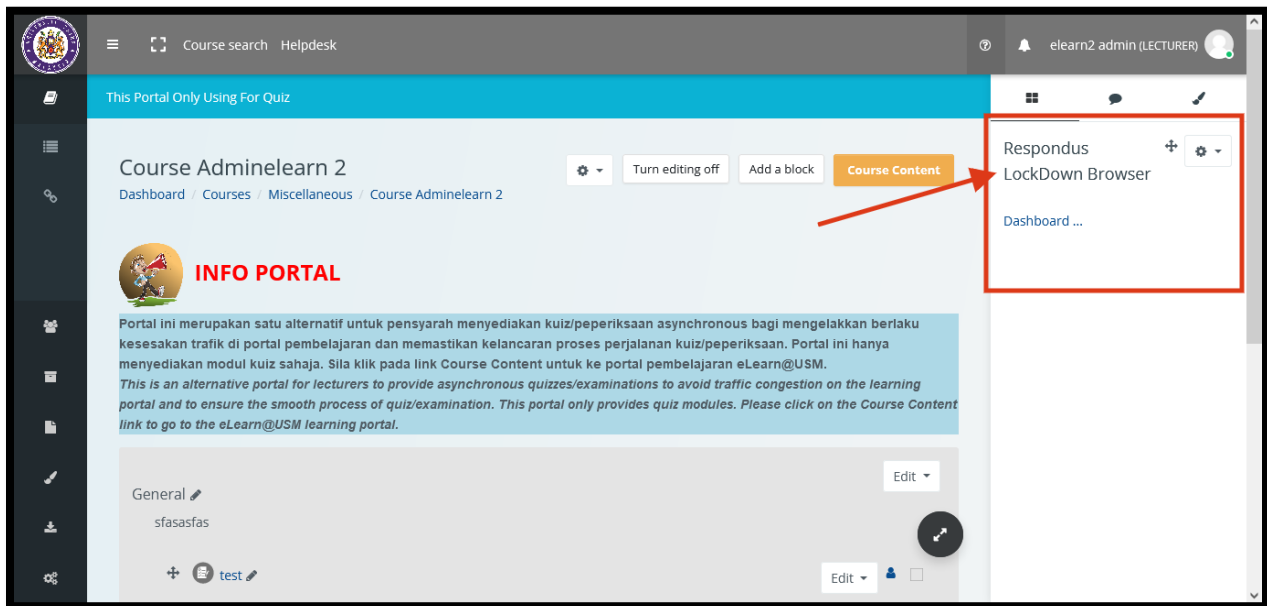 Course search Helpdesk
elearn2 admin (LECTURER)
This Portal Only Using For Quiz
Respondus
LockDown Browser
Dashboard ...
Course Adminelearn 2
Turn editing off
Add a block
Course Content
Dashboard / Courses / Miscellaneous / Course Adminelearn 2
INFO PORTAL
Portal ini merupakan satu alternatif untuk pensyarah menyediakan kuiz/peperiksaan asynchronous bagi mengelakkan berlaku
kesesakan trafik di portal pembelajaran dan memastikan kelancaran proses perjalanan kuiz/peperiksaan. Portal ini hanya
menyediakan modul kuiz sahaja. Sila klik pada link Course Content untuk ke portal pembelajaran eLearn@USM.
This is an alternative portal for lecturers to provide asynchronous quizzes/examinations to avoid traffic congestion on the learning
portal and to ensure the smooth process of quiz/examination. This portal only provides quiz modules. Please click on the Course Content
link to go to the eLearn@USM learning portal.
Edit
General
sfasasfas
test
Edit